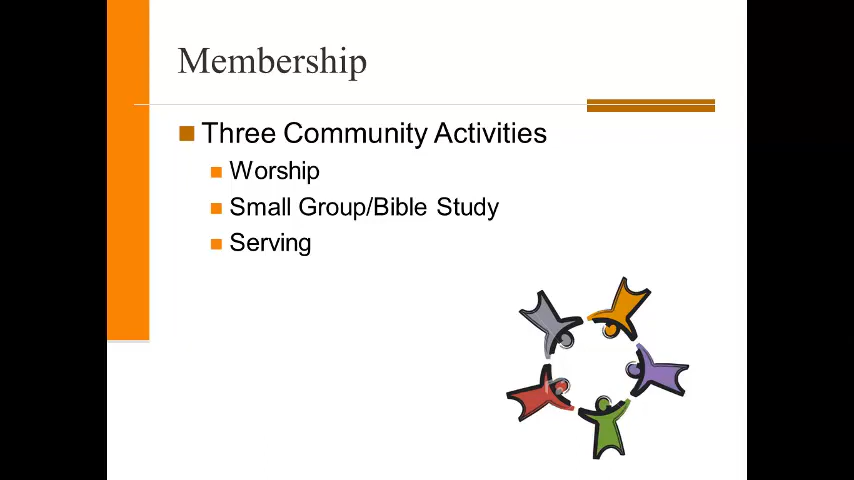 Membership
Three Community Activities
Worship
Small Group/Bible Study
Serving